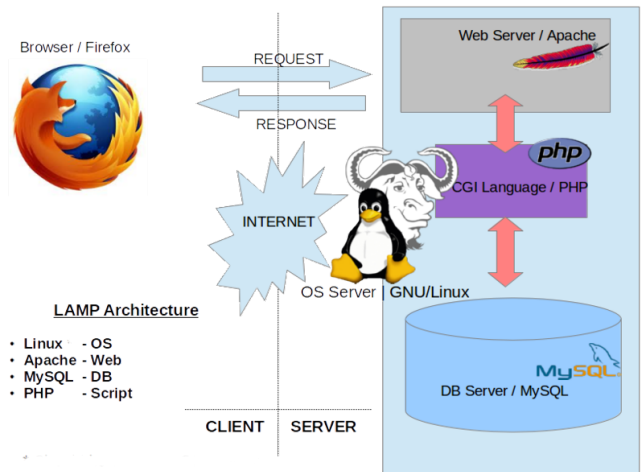 Browser / Firefox
REQUEST
RESPONSE
Web Server / Apache
php
CGI Language / PHP
INTERNET
OS Server | GNU/Linux
LAMP Architecture
• Linux - OS
• Apache - Web
• MySQL - DB
• PHP - Script
MySQL
DB Server / MySQL
CLIENT SERVER